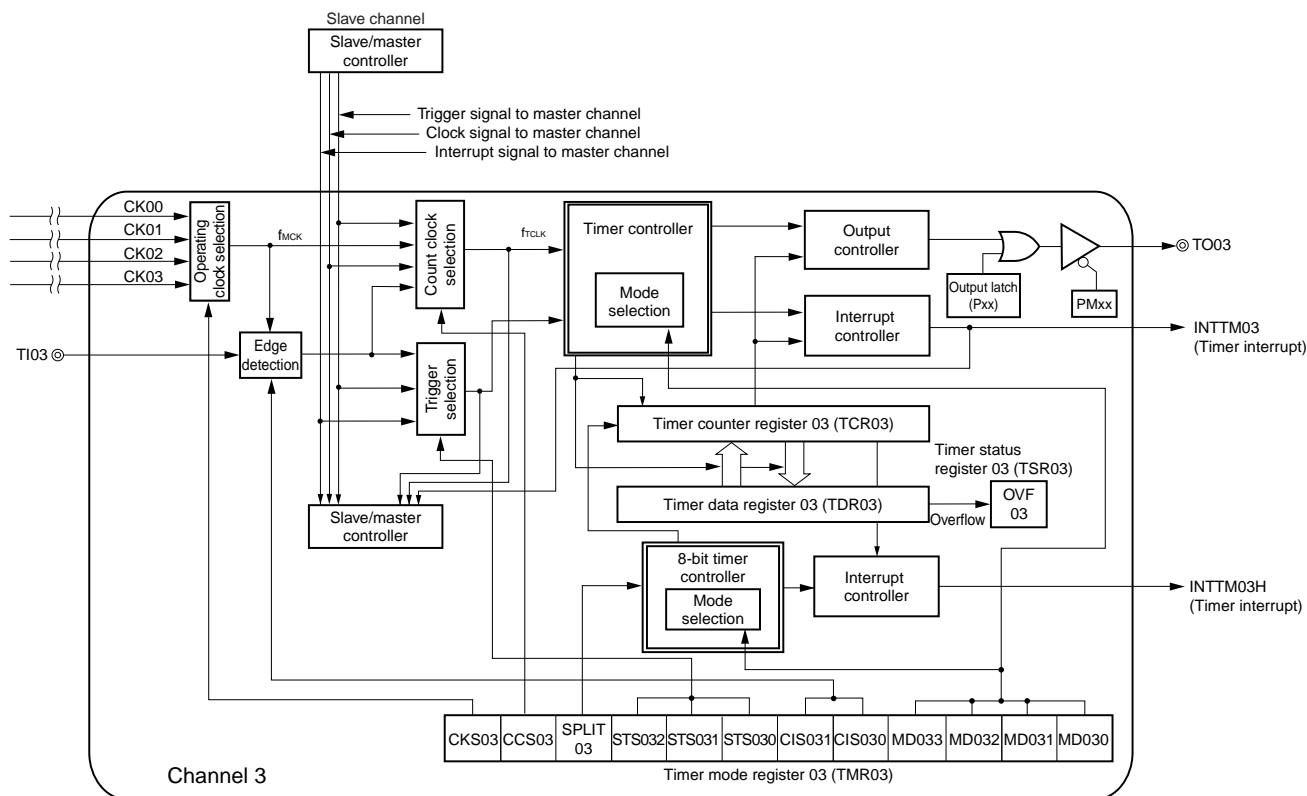 Slave channel
Slave/master
controller
Trigger signal to master channel
Clock signal to master channel
Interrupt signal to master channel
CK00
CK01
CK02
CK03
Operating
clock selection
fMCK
Count clock
selection
fTCLK
Timer controller
Mode
selection
Output
controller
Output latch
(Pxx)
PMxx
TO03
Interrupt
controller
INTTM03
(Timer interrupt)
TI03
Edge
detection
Trigger
selection
Timer counter register 03 (TCR03)
Timer status
register 03 (TSR03)
Timer data register 03 (TDR03)
Overflow
OVF
03
Slave/master
controller
8-bit timer
controller
Mode
selection
Interrupt
controller
INTTM03H
(Timer interrupt)
CKS03
CCS03
SPLIT
03
STS032
STS031
STS030
CIS031
CIS030
MD033
MD032
MD031
MD030
Channel 3
Timer mode register 03 (TMR03)